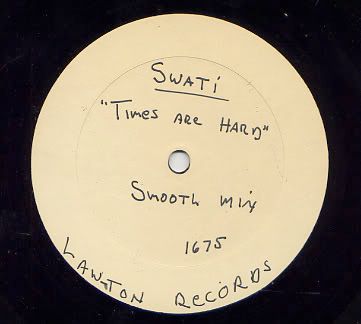 SWATi
"TIMES ARE HARD"
SMOOTH MIX
1675
LAWTON RECORDS